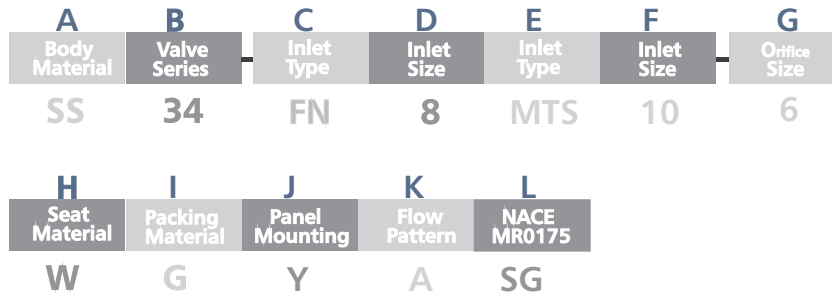 A B C D E F G
Body Material Valve Series Inlet Type Inlet Size Inlet Type Inlet Size Orifice Size
SS 34 FN 8 MTS 10 6
H I J K L
Seat Material Packing Material Panel Mounting Flow Pattern NACE MR0175
W G Y A SG